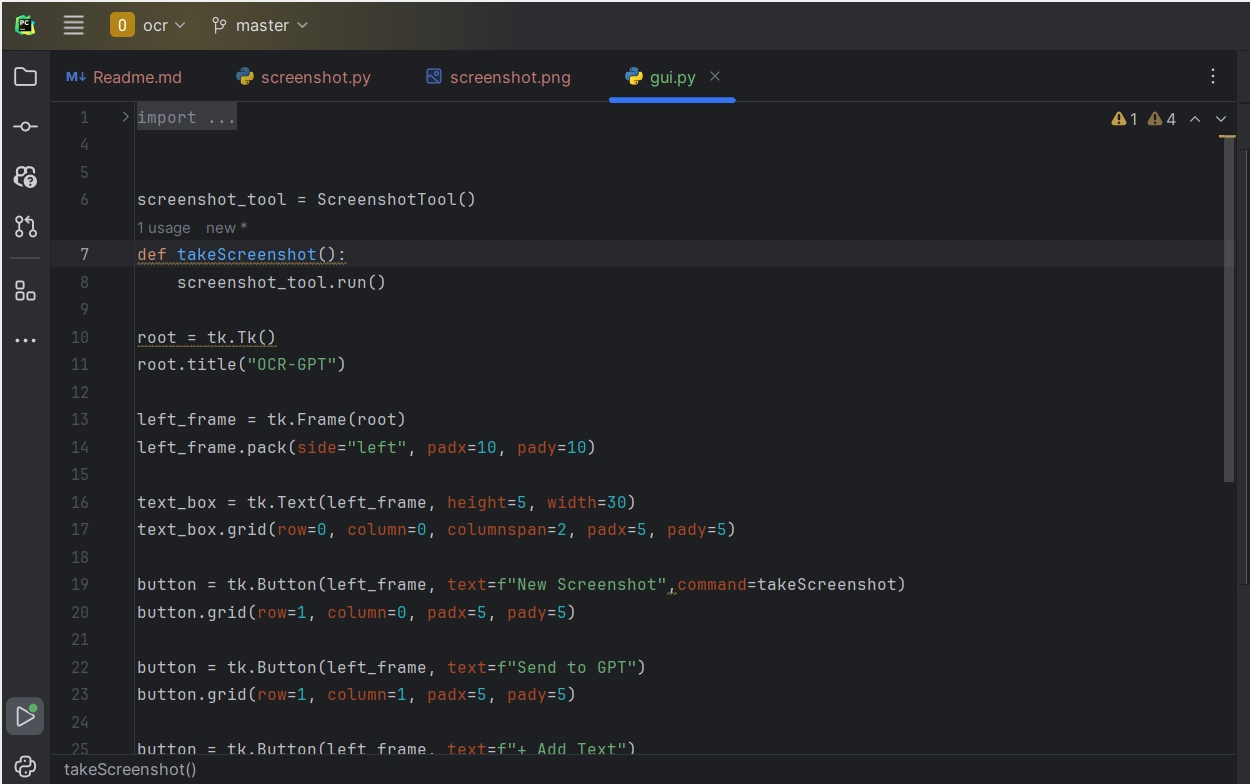 PC
O ocr master
M↓ Readme.md screenshot.py screenshot.png gui.py
1 import ...
1 4
4
5
6 screenshot_tool = ScreenshotTool()
1 usage new *
7 def takeScreenshot():
8 screenshot_tool.run()
9
10 root = tk.Tk()
11 root.title("OCR-GPT")
12
13 left_frame = tk.Frame(root)
14 left_frame.pack(side="left", padx=10, pady=10)
15
16 text_box = tk.Text(left_frame, height=5, width=30)
17 text_box.grid(row=0, column=0, columnspan=2, padx=5, pady=5)
18
19 button = tk.Button(left_frame, text=f"New Screenshot",command=takeScreenshot)
20 button.grid(row=1, column=0, padx=5, pady=5)
21
22 button = tk.Button(left_frame, text=f"Send to GPT")
23 button.grid(row=1, column=1, padx=5, pady=5)
24
25 button = tk.Button(left_frame, text=f"+ Add Text")
takeScreenshot()